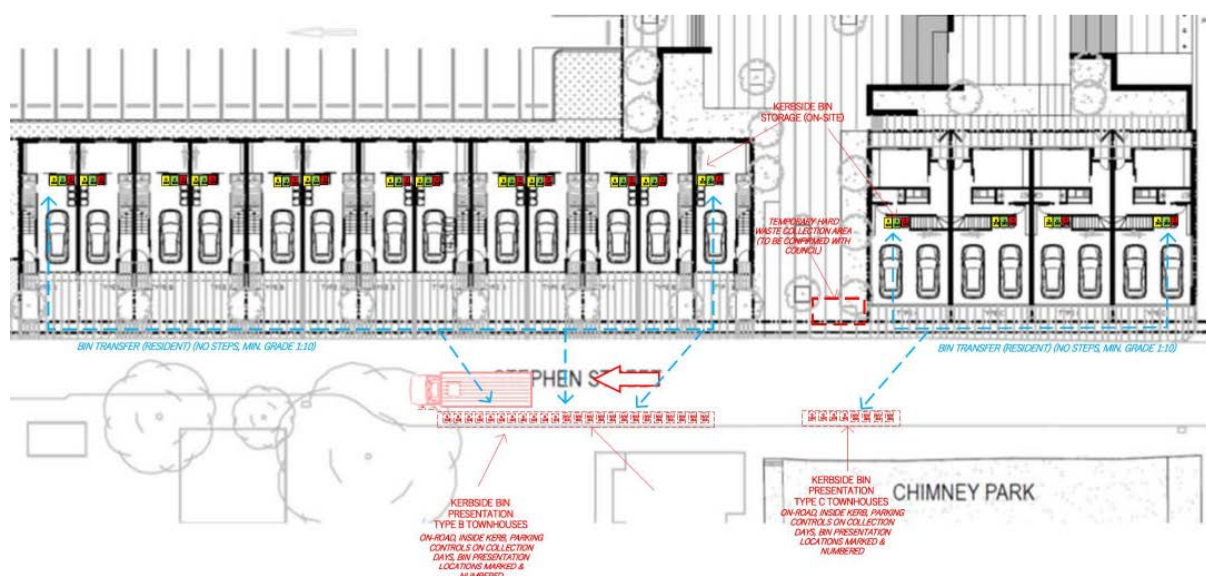 KERBSIDE BIN
STORAGE (ON-SITE)
TEMPORARY HARD
WASTE COLLECTION AREA
(TO BE CONFIRMED WITH
COUNCIL)
BIN TRANSFER (RESIDENT) (NO STEPS, MIN. GRADE 1:10)
BIN TRANSFER (RESIDENT) (NO STEPS, MIN. GRADE 1:10)
STEPHEN STREET
KERBSIDE BIN
PRESENTATION
TYPE B TOWNHOUSES
ON-ROAD, INSIDE KERB, PARKING
CONTROLS ON COLLECTION
DAYS, BIN PRESENTATION
LOCATIONS MARKED &
NUMBERED
KERBSIDE BIN
PRESENTATION
TYPE C TOWNHOUSES
ON-ROAD, INSIDE KERB, PARKING
CONTROLS ON COLLECTION
DAYS, BIN PRESENTATION
LOCATIONS MARKED &
NUMBERED
CHIMNEY PARK